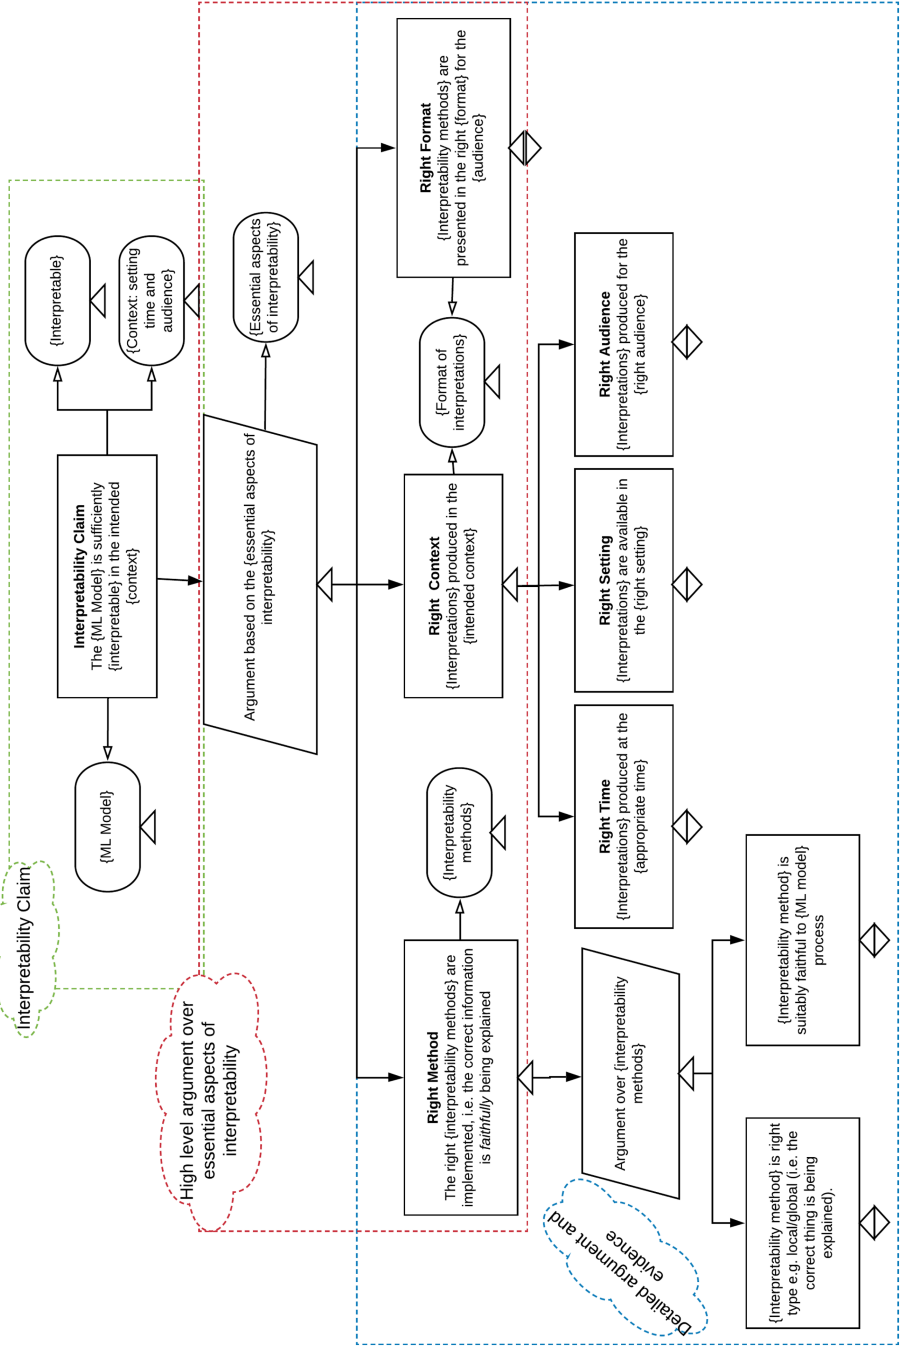 Interpretability Claim
{ML Model}
Interpretability Claim
The {ML Model} is sufficiently
{interpretable} in the intended
{context}
{Interpretable}
{Context: setting
time and
audience}
High level argument over
essential aspects of
interpretability
Argument based on the {essential aspects of
interpretability}
{Essential aspects
of interpretability}
Right Method
The right {interpretability methods} are
implemented, i.e. the correct information
is faithfully being explained
{Interpretability
methods}
Right Context
{Interpretations} produced in the
{intended context}
{Format of
interpretations}
Right Format
{Interpretability methods} are
presented in the right {format} for the
{audience}
Detailed argument and
evidence
Argument over {interpretability
methods}
Right Time
{Interpretations} produced at the
{appropriate time}
Right Setting
{Interpretations} are available in
the {right setting}
Right Audience
{Interpretations} produced for the
{right audience}
{Interpretability method} is right
type e.g. local/global (i.e. the
correct thing is being
explained).
{Interpretability method} is
suitably faithful to {ML model}
process